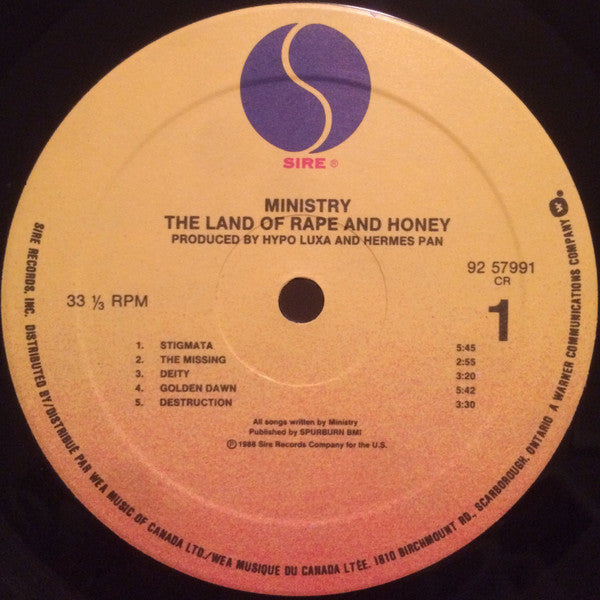 SIRE ®
MINISTRY
THE LAND OF RAPE AND HONEY
PRODUCED BY HYPO LUXA AND HERMES PAN
92 57991
CR
33 ⅓ RPM
1
1. STIGMATA 5:45
2. THE MISSING 2:55
3. DEITY 3:20
4. GOLDEN DAWN 5:42
5. DESTRUCTION 3:30
All songs written by Ministry
Published by SPURBURN BMI
℗ 1988 Sire Records Company for the U.S.
SIRE RECORDS, INC. DISTRIBUTED BY/DISTRIBUÉ PAR WEA MUSIC OF CANADA LTD./WEA MUSIQUE DU CANADA LTÉE. 1810 BIRCHMOUNT RD., SCARBOROUGH, ONTARIO A WARNER COMMUNICATIONS COMPANY